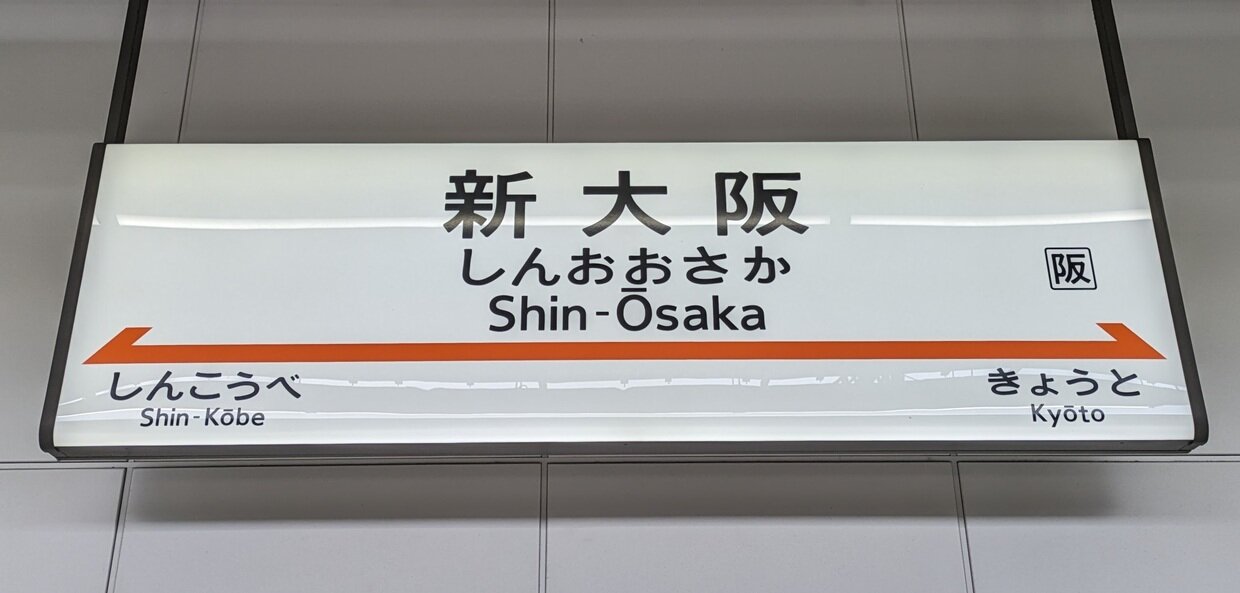 新大阪
しんおおさか
阪
Shin-Ōsaka
しんこうべ
きょうと
Shin-Kōbe
Kyōto